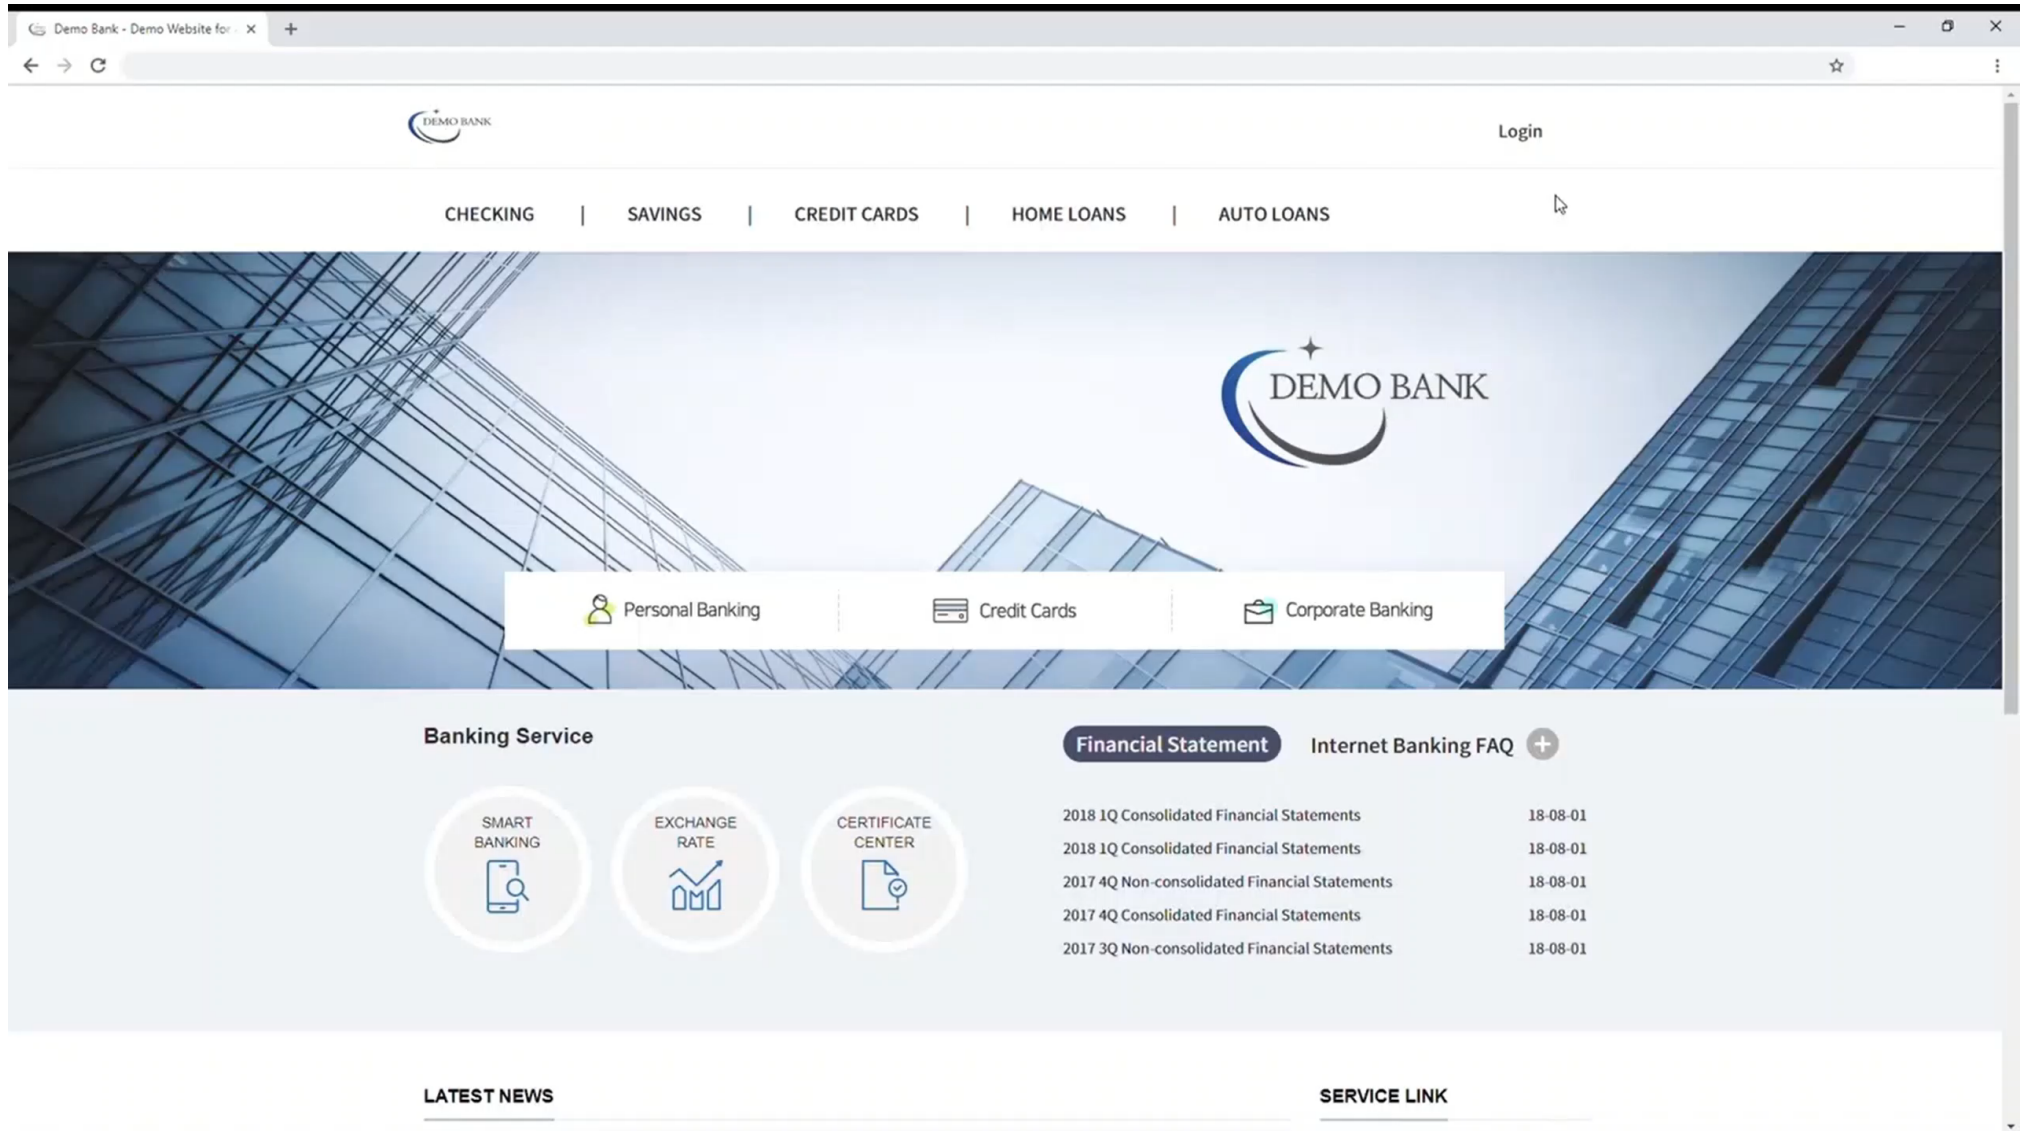 Demo Bank - Demo Website for
DEMO BANK
Login
CHECKING | SAVINGS | CREDIT CARDS | HOME LOANS | AUTO LOANS
DEMO BANK
Personal Banking
Credit Cards
Corporate Banking
Banking Service
SMART
BANKING
EXCHANGE
RATE
CERTIFICATE
CENTER
Financial Statement
Internet Banking FAQ
2018 1Q Consolidated Financial Statements 18-08-01
2018 1Q Consolidated Financial Statements 18-08-01
2017 4Q Non-consolidated Financial Statements 18-08-01
2017 4Q Consolidated Financial Statements 18-08-01
2017 3Q Non-consolidated Financial Statements 18-08-01
LATEST NEWS
SERVICE LINK